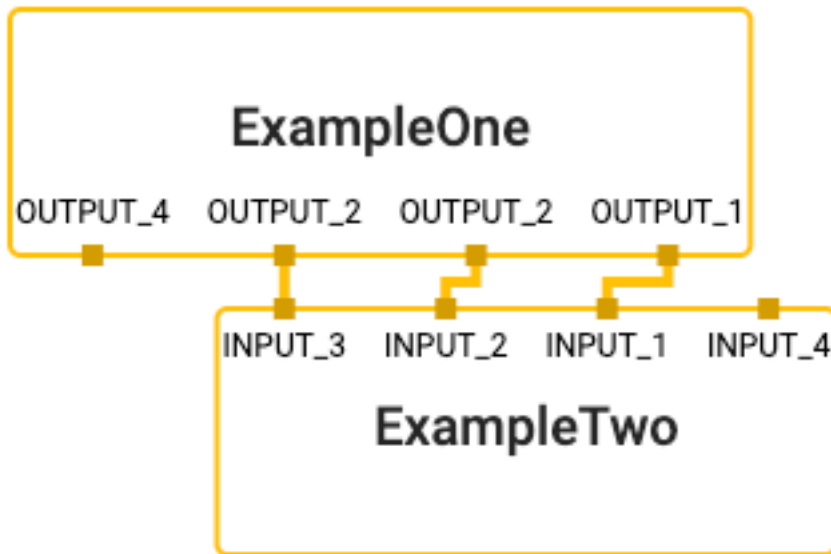 ExampleOne
OUTPUT_4 OUTPUT_2 OUTPUT_2 OUTPUT_1
INPUT_3 INPUT_2 INPUT_1 INPUT_4
ExampleTwo